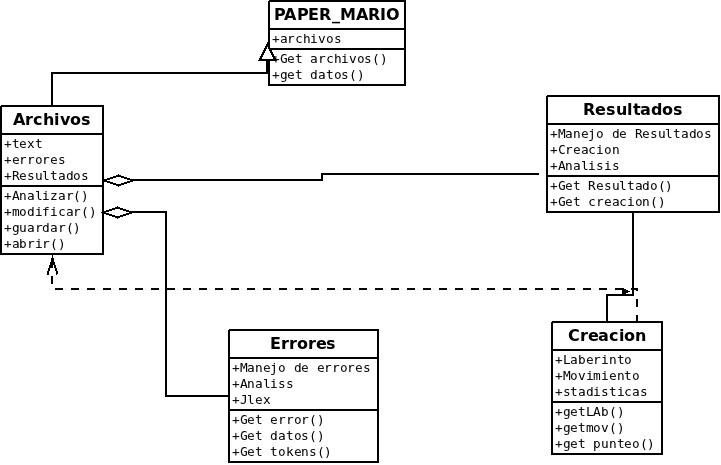 PAPER_MARIO
+archivos
+Get archivos()
+get datos()
Archivos
+text
+errores
+Resultados
+Analizar()
+modificar()
+guardar()
+abrir()
Resultados
+Manejo de Resultados
+Creacion
+Analisis
+Get Resultado()
+Get creacion()
Errores
+Manejo de errores
+Analiss
+Jlex
+Get error()
+Get datos()
+Get tokens()
Creacion
+Laberinto
+Movimiento
+stadisticas
+getLAb()
+getmov()
+get punteo()